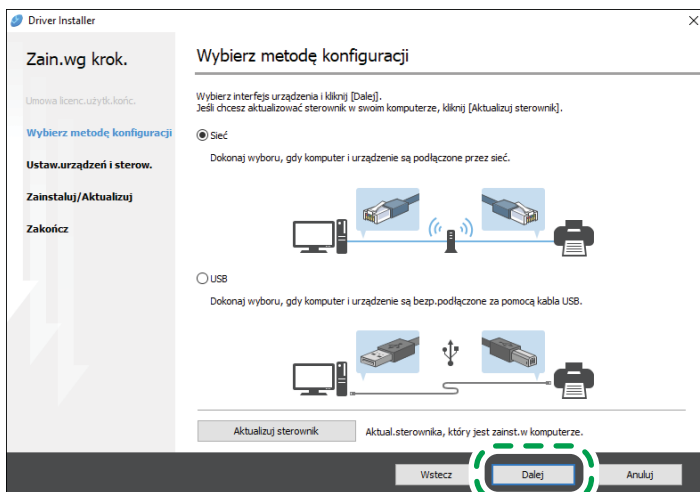 Driver Installer
Zain.wg krok.
Umowa licenc.użytk.końc.
Wybierz metodę konfiguracji
Ustaw.urządzeń i sterow.
Zainstaluj/Aktualizuj
Zakończ
Wybierz metodę konfiguracji
Wybierz interfejs urządzenia i kliknij [Dalej].
Jeśli chcesz aktualizować sterownik w swoim komputerze, kliknij [Aktualizuj sterownik].
Sieć
Dokonaj wyboru, gdy komputer i urządzenie są podłączone przez sieć.
USB
Dokonaj wyboru, gdy komputer i urządzenie są bezp.podłączone za pomocą kabla USB.
Aktualizuj sterownik Aktual.sterownika, który jest zainst.w komputerze.
Wstecz Dalej Anuluj